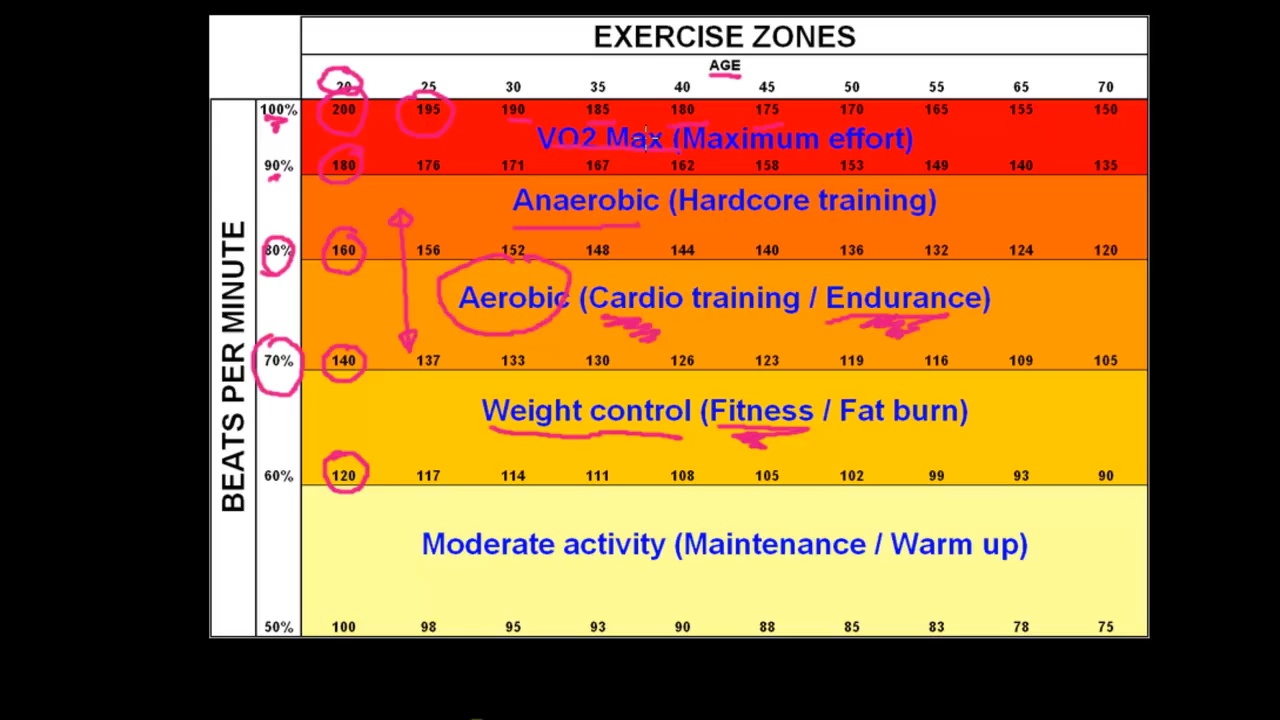 EXERCISE ZONES
AGE
20 25 30 35 40 45 50 55 65 70
BEATS PER MINUTE
100% 200 195 190 185 180 175 170 165 155 150
VO2 Max (Maximum effort)
90% 180 176 171 167 162 158 153 149 140 135
Anaerobic (Hardcore training)
80% 160 156 152 148 144 140 136 132 124 120
Aerobic (Cardio training / Endurance)
70% 140 137 133 130 126 123 119 116 109 105
Weight control (Fitness / Fat burn)
60% 120 117 114 111 108 105 102 99 93 90
Moderate activity (Maintenance / Warm up)
50% 100 98 95 93 90 88 85 83 78 75